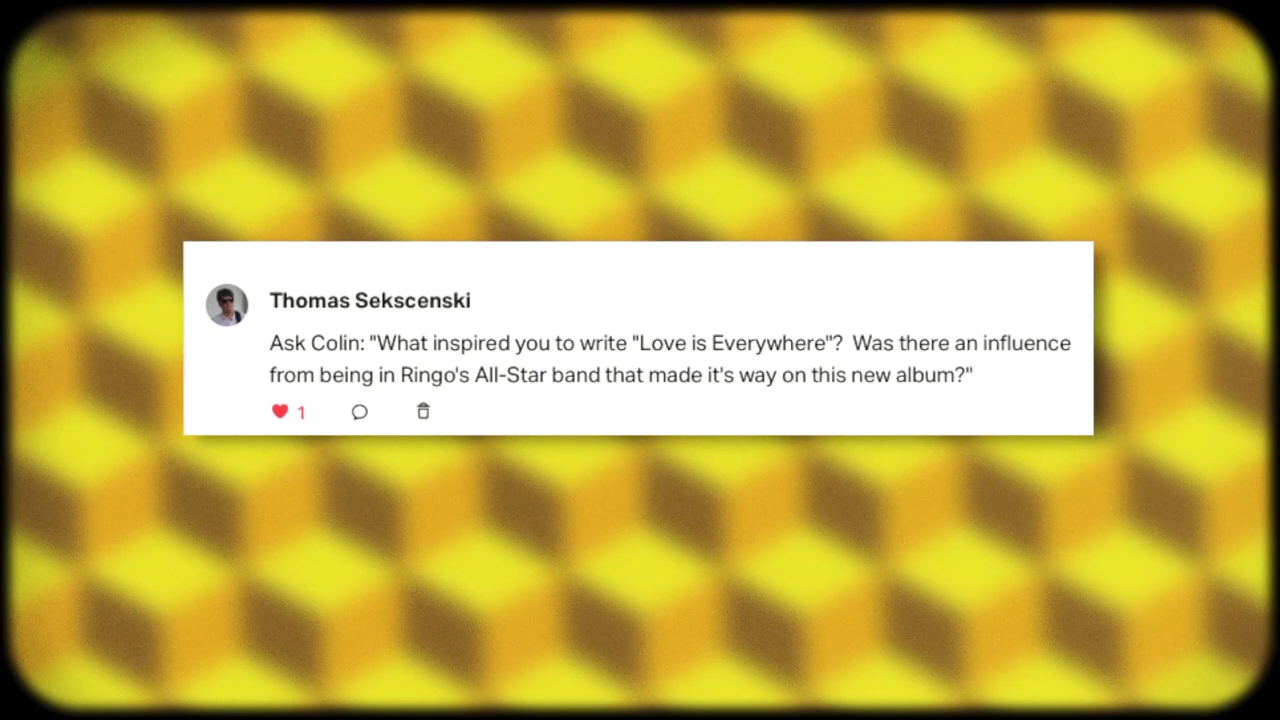 Thomas Sekscenski
Ask Colin: "What inspired you to write "Love is Everywhere"?  Was there an influence
from being in Ringo's All-Star band that made it's way on this new album?"
1